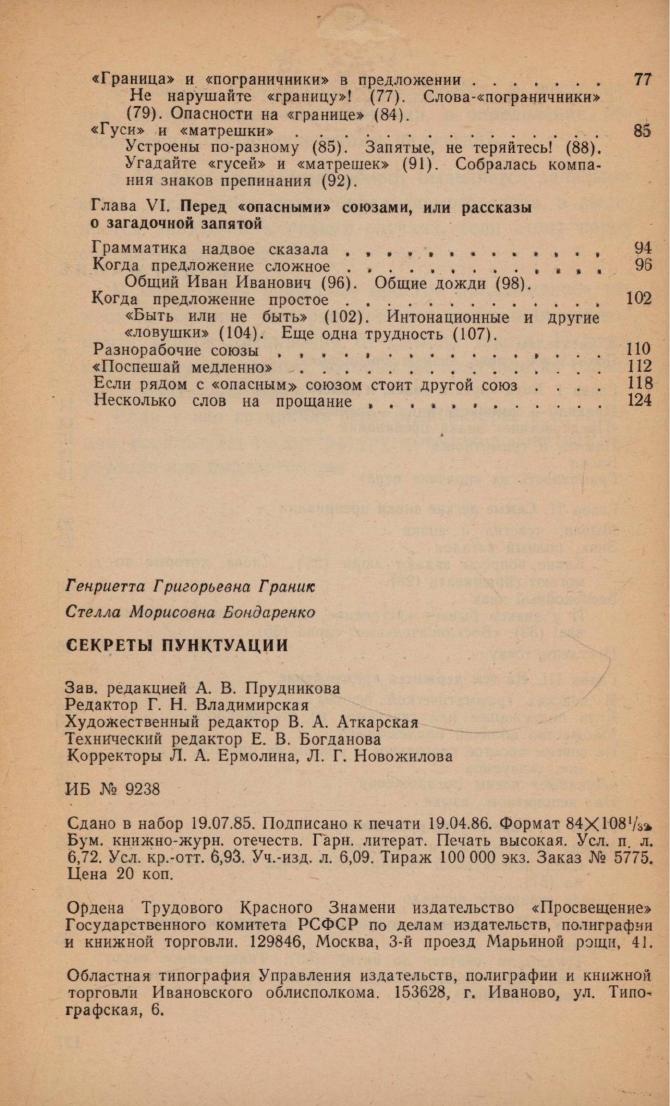 «Граница» и «пограничники» в предложении . . . . . . . 77
Не нарушайте «границу»! (77). Слова-«пограничники»
(79). Опасности на «границе» (84).
«Гуси» и «матрешки» . . . . . . . . . . . . . . . . 85
Устроены по-разному (85). Запятые, не теряйтесь! (88).
Угадайте «гусей» и «матрешек» (91). Собралась компа-
ния знаков препинания (92).
Глава VI. Перед «опасными» союзами, или рассказы
о загадочной запятой
Грамматика надвое сказала . . . . . . . . . . . . . 94
Когда предложение сложное . . . . . . . . . . . . . 96
Общий Иван Иванович (96). Общие дожди (98).
Когда предложение простое . . . . . . . . . . . . . 102
«Быть или не быть» (102). Интонационные и другие
«ловушки» (104). Еще одна трудность (107).
Разнорабочие союзы . . . . . . . . . . . . . . . . 110
«Поспешай медленно» . . . . . . . . . . . . . . . 112
Если рядом с «опасным» союзом стоит другой союз . . . . 118
Несколько слов на прощание . . . . . . . . . . . . 124
Генриетта Григорьевна Граник
Стелла Морисовна Бондаренко
СЕКРЕТЫ ПУНКТУАЦИИ
Зав. редакцией А. В. Прудникова
Редактор Г. Н. Владимирская
Художественный редактор В. А. Аткарская
Технический редактор Е. В. Богданова
Корректоры Л. А. Ермолина, Л. Г. Новожилова
ИБ № 9238
Сдано в набор 19.07.85. Подписано к печати 19.04.86. Формат 84×108¹/₃₂.
Бум. книжно-журн. отечеств. Гарн. литерат. Печать высокая. Усл. п. л.
6,72. Усл. кр.-отт. 6,93. Уч.-изд. л. 6,09. Тираж 100 000 экз. Заказ № 5775.
Цена 20 коп.
Ордена Трудового Красного Знамени издательство «Просвещение»
Государственного комитета РСФСР по делам издательств, полиграфии
и книжной торговли. 129846, Москва, 3-й проезд Марьиной рощи, 41.
Областная типография Управления издательств, полиграфии и книжной
торговли Ивановского облисполкома. 153628, г. Иваново, ул. Типо-
графская, 6.